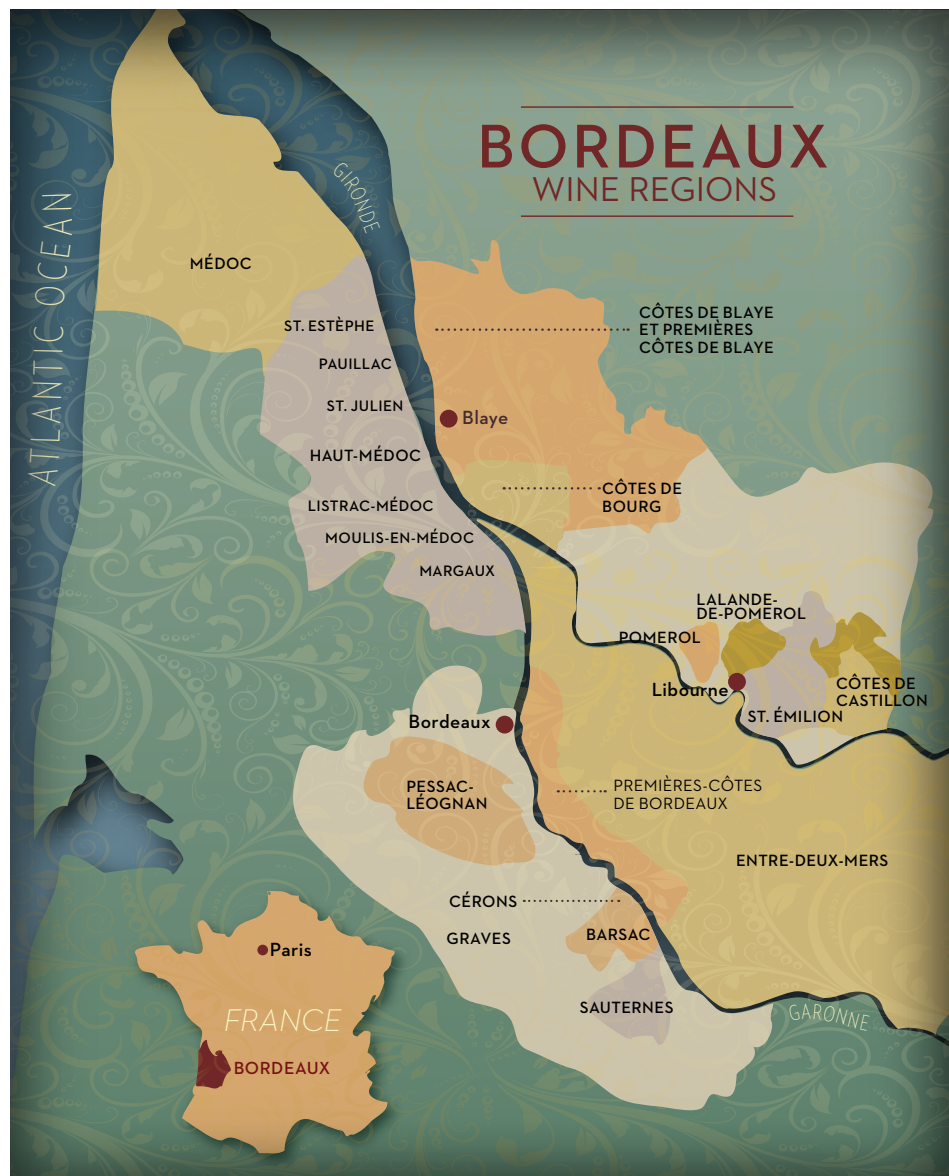 BORDEAUX
WINE REGIONS
GIRONDE
ATLANTIC OCEAN
MÉDOC
ST. ESTÈPHE
CÔTES DE BLAYE
ET PREMIÈRES
CÔTES DE BLAYE
PAUILLAC
ST. JULIEN
Blaye
HAUT-MÉDOC
CÔTES DE
BOURG
LISTRAC-MÉDOC
MOULIS-EN-MÉDOC
MARGAUX
LALANDE-
DE-POMEROL
POMEROL
Libourne
CÔTES DE
CASTILLON
ST. ÉMILION
Bordeaux
PESSAC-
LÉOGNAN
PREMIÈRES-CÔTES
DE BORDEAUX
ENTRE-DEUX-MERS
CÉRONS
GRAVES
BARSAC
SAUTERNES
GARONNE
Paris
FRANCE
BORDEAUX